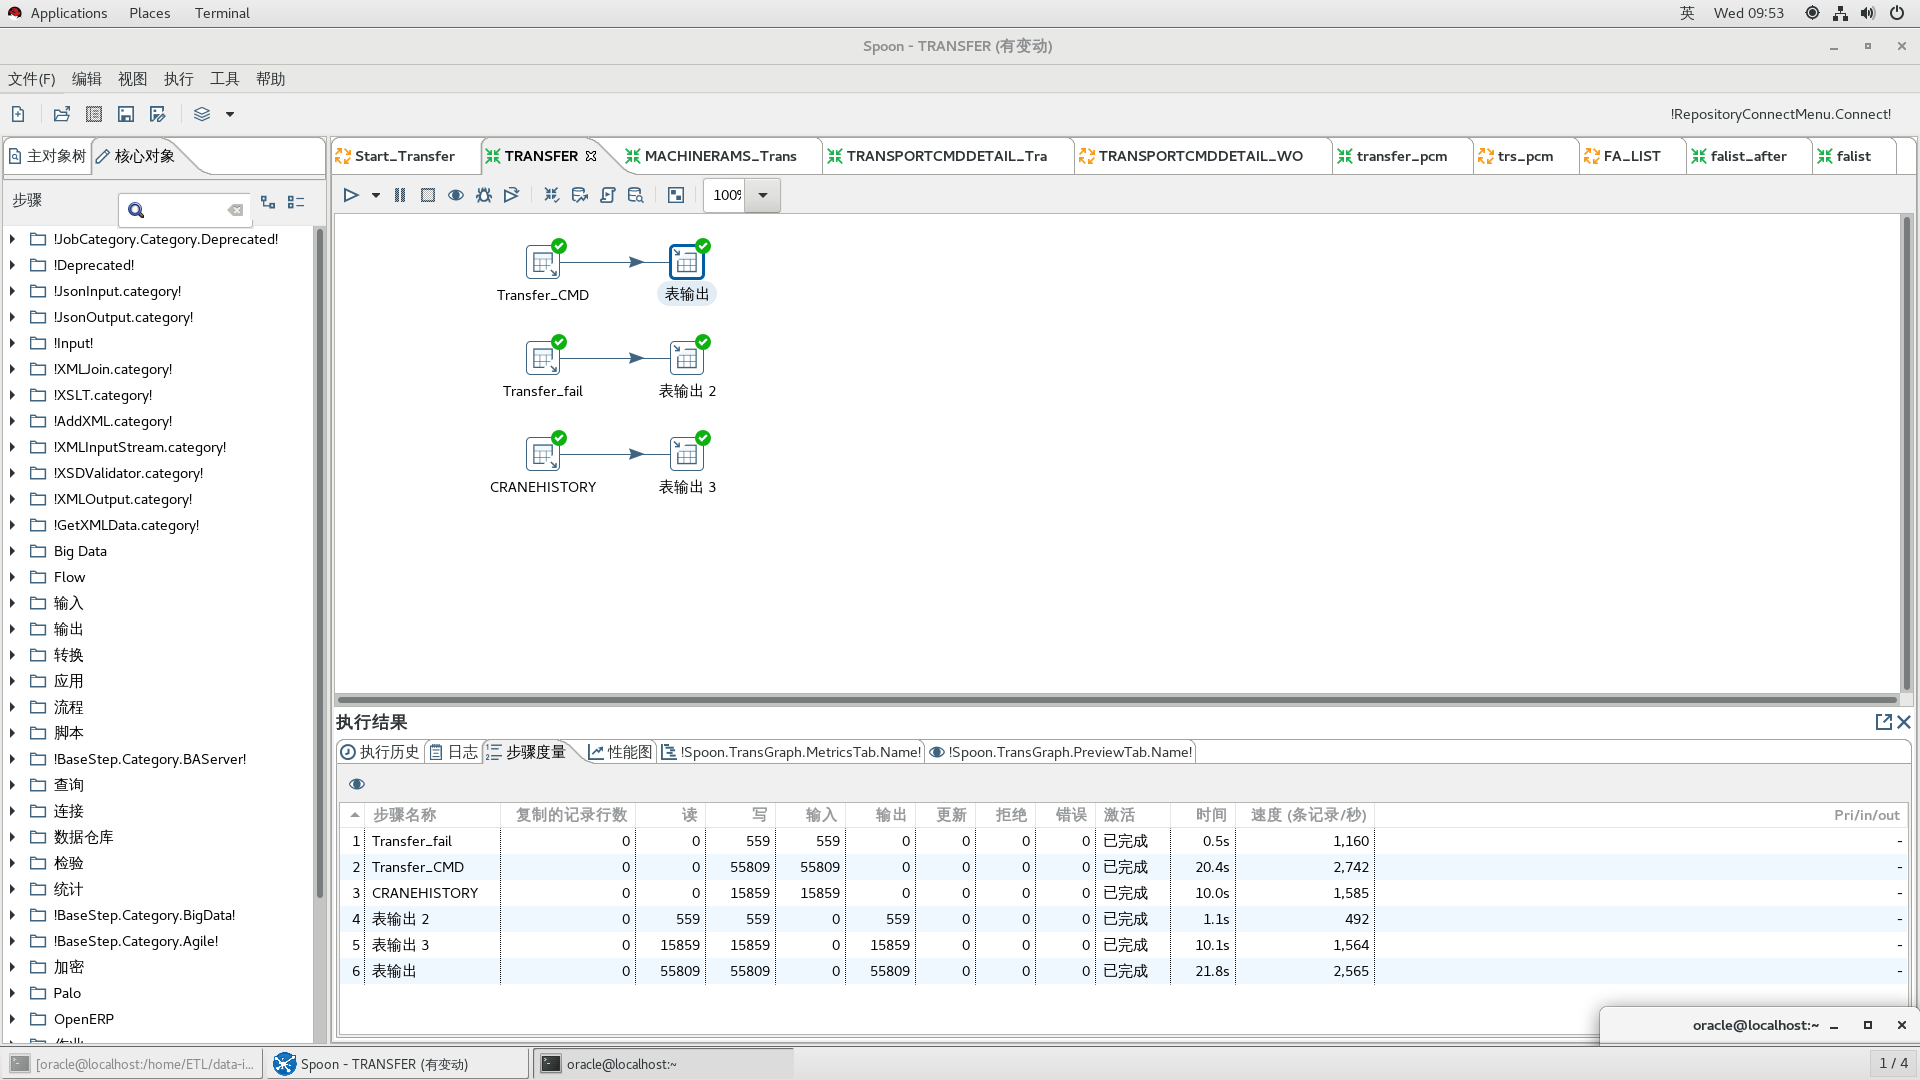 Applications Places Terminal 英 Wed 09:53
Spoon - TRANSFER (有变动)
文件(F) 编辑 视图 执行 工具 帮助
!RepositoryConnectMenu.Connect!
主对象树 核心对象
Start_Transfer TRANSFER MACHINERAMS_Trans TRANSPORTCMDDETAIL_Tra TRANSPORTCMDDETAIL_WO transfer_pcm trs_pcm FA_LIST falist_after falist
步骤
100%
!JobCategory.Category.Deprecated!
!Deprecated!
!JsonInput.category!
!JsonOutput.category!
!Input!
!XMLJoin.category!
!XSLT.category!
!AddXML.category!
!XMLInputStream.category!
!XSDValidator.category!
!XMLOutput.category!
!GetXMLData.category!
Big Data
Flow
输入
输出
转换
应用
流程
脚本
!BaseStep.Category.BAServer!
查询
连接
数据仓库
检验
统计
!BaseStep.Category.BigData!
!BaseStep.Category.Agile!
加密
Palo
OpenERP
Transfer_CMD 表输出
Transfer_fail 表输出 2
CRANEHISTORY 表输出 3
执行结果
执行历史 日志 步骤度量 性能图 !Spoon.TransGraph.MetricsTab.Name! !Spoon.TransGraph.PreviewTab.Name!
步骤名称 复制的记录行数 读 写 输入 输出 更新 拒绝 错误 激活 时间 速度 (条记录/秒) Pri/in/out
1 Transfer_fail 0 0 559 559 0 0 0 0 已完成 0.5s 1,160 -
2 Transfer_CMD 0 0 55809 55809 0 0 0 0 已完成 20.4s 2,742 -
3 CRANEHISTORY 0 0 15859 15859 0 0 0 0 已完成 10.0s 1,585 -
4 表输出 2 0 559 559 0 559 0 0 0 已完成 1.1s 492 -
5 表输出 3 0 15859 15859 0 15859 0 0 0 已完成 10.1s 1,564 -
6 表输出 0 55809 55809 0 55809 0 0 0 已完成 21.8s 2,565 -
oracle@localhost:~
[oracle@localhost:/home/ETL/data-i... Spoon - TRANSFER (有变动) oracle@localhost:~ 1 / 4